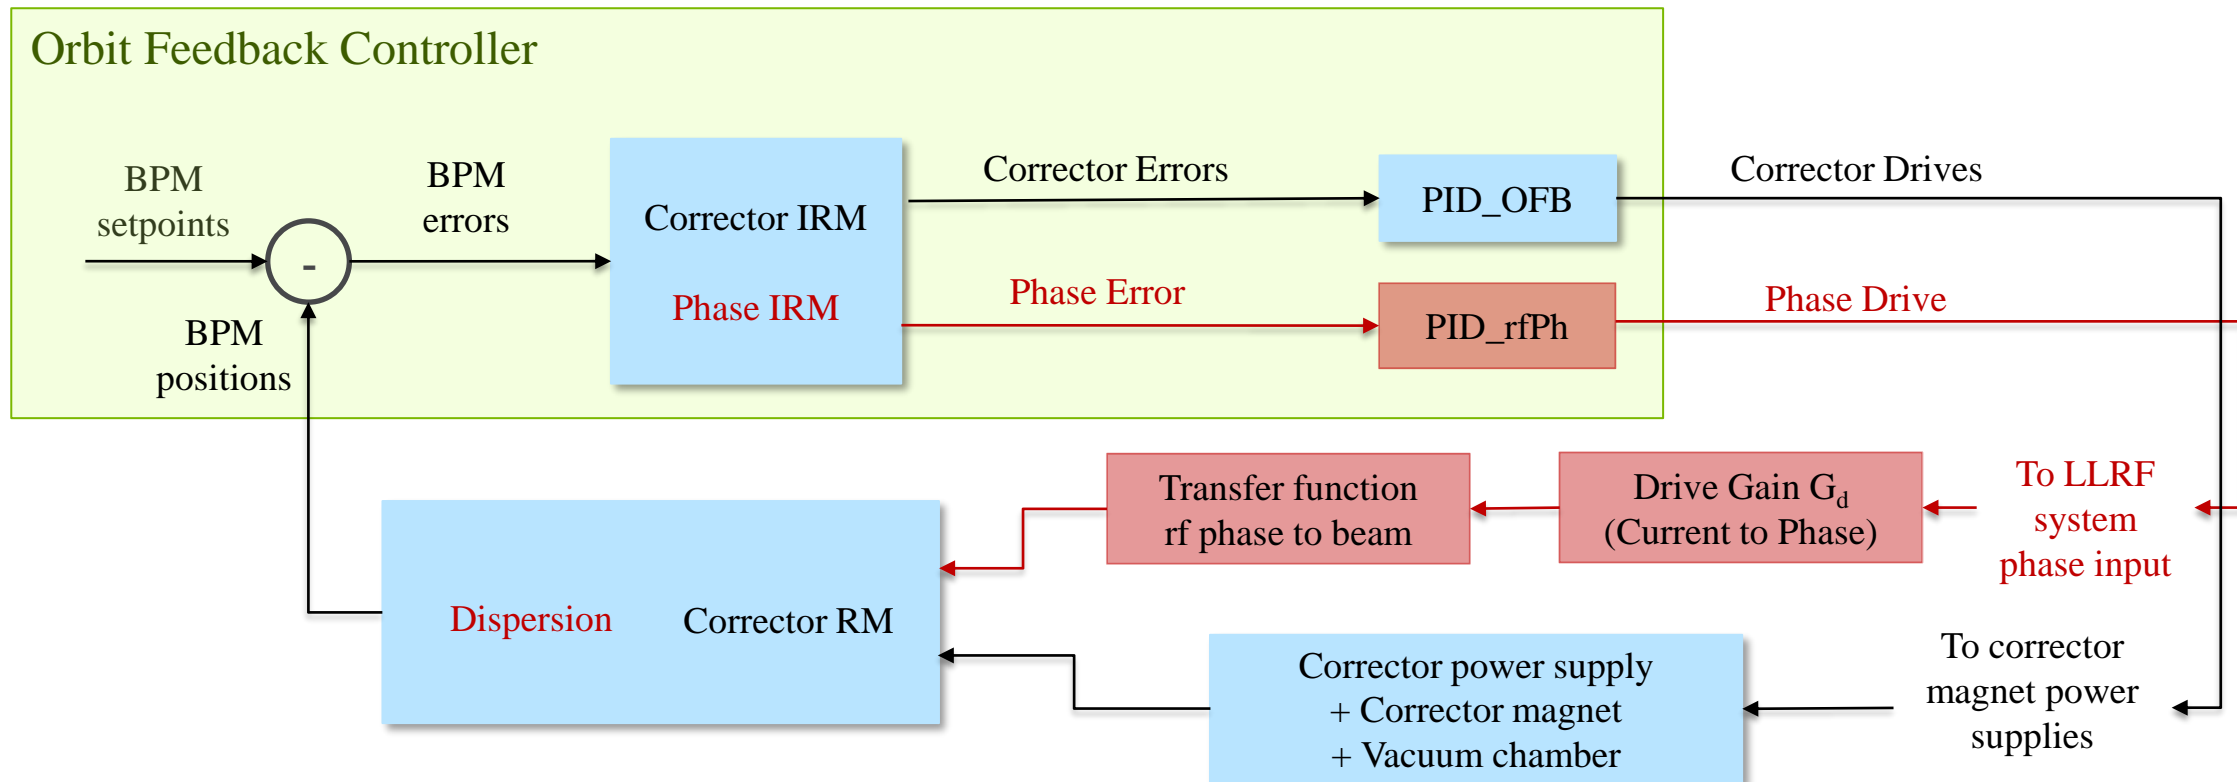 Orbit Feedback Controller
BPM
setpoints
BPM
errors
-
BPM
positions
Corrector IRM
Phase IRM
Corrector Errors
Phase Error
PID_OFB
PID_rfPh
Corrector Drives
Phase Drive
Transfer function
rf phase to beam
Drive Gain Gd
(Current to Phase)
To LLRF
system
phase input
Dispersion
Corrector RM
Corrector power supply
+ Corrector magnet
+ Vacuum chamber
To corrector
magnet power
supplies